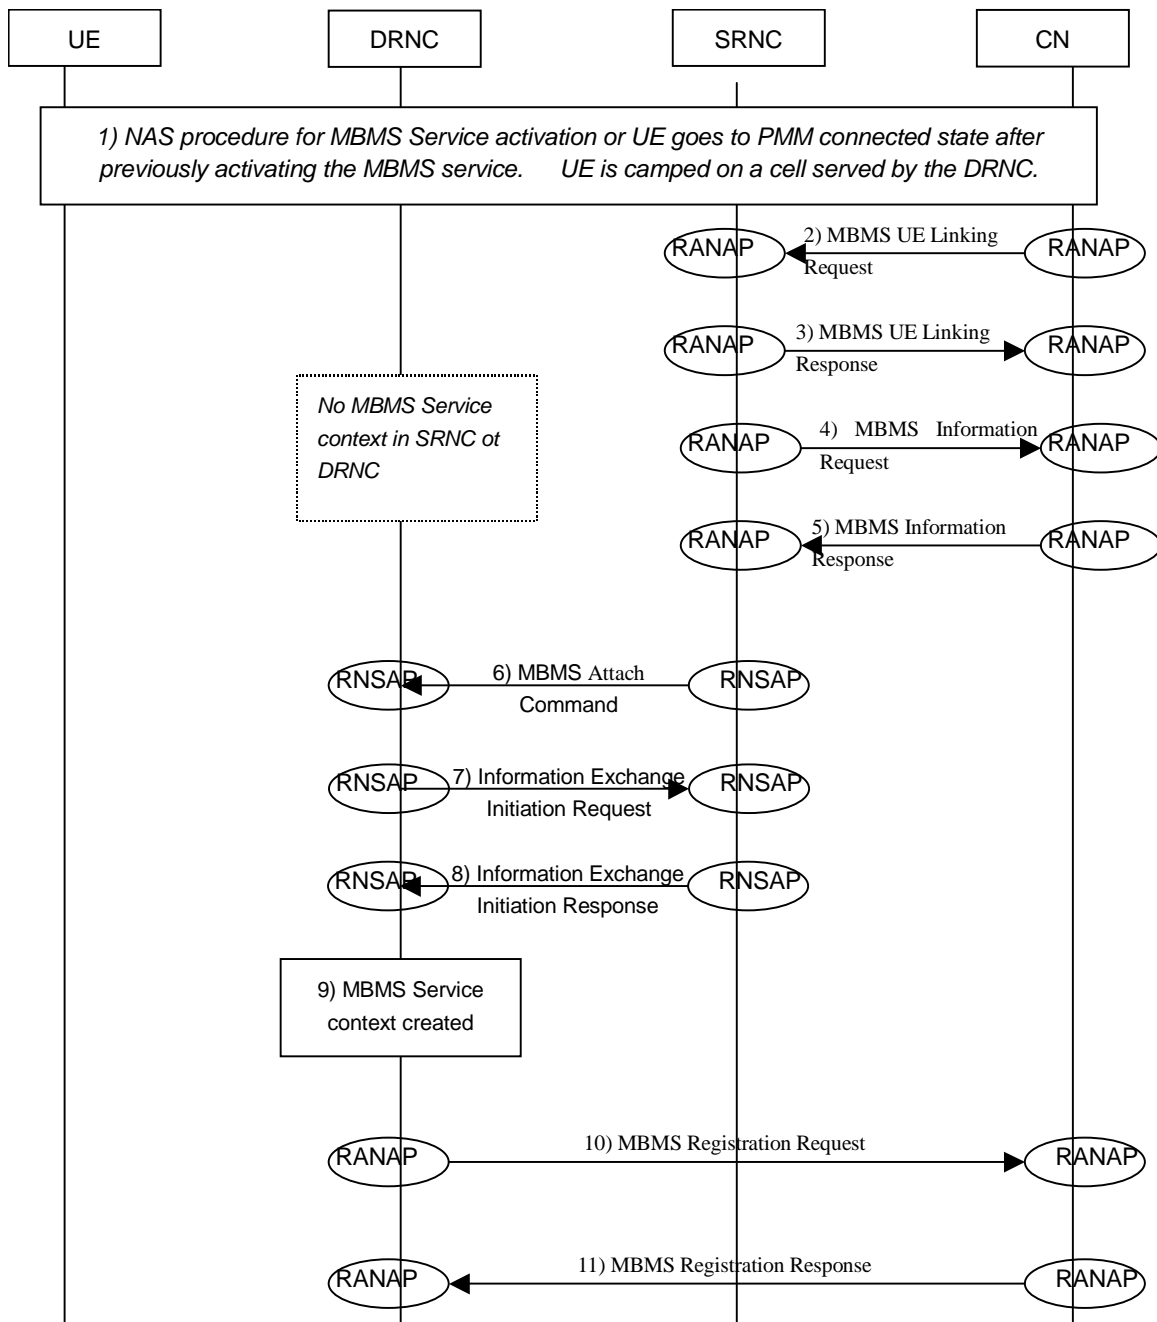 UE
DRNC
SRNC
CN
1) NAS procedure for MBMS Service activation or UE goes to PMM connected state after
previously activating the MBMS service. UE is camped on a cell served by the DRNC.
RANAP
2) MBMS UE Linking
Request
RANAP
RANAP
3) MBMS UE Linking
Response
RANAP
No MBMS Service
context in SRNC ot
DRNC
RANAP
4) MBMS Information
Request
RANAP
RANAP
5) MBMS Information
Response
RANAP
RNSAP
6) MBMS Attach
Command
RNSAP
RNSAP
7) Information Exchange
Initiation Request
RNSAP
RNSAP
8) Information Exchange
Initiation Response
RNSAP
9) MBMS Service
context created
RANAP
10) MBMS Registration Request
RANAP
RANAP
11) MBMS Registration Response
RANAP